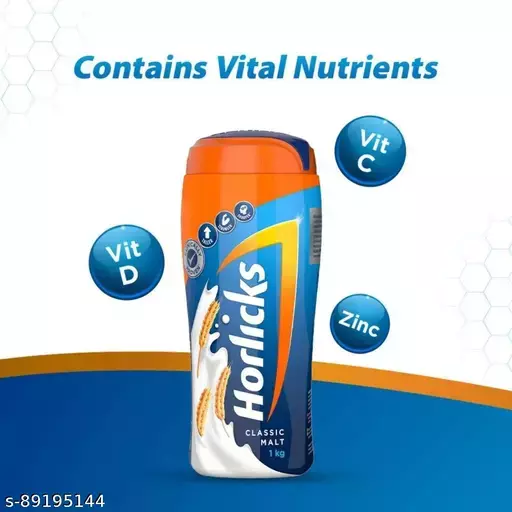 Contains Vital Nutrients
Vit
C
Vit
D
Zinc
Horlicks
CLASSIC
MALT
1 kg
s-89195144